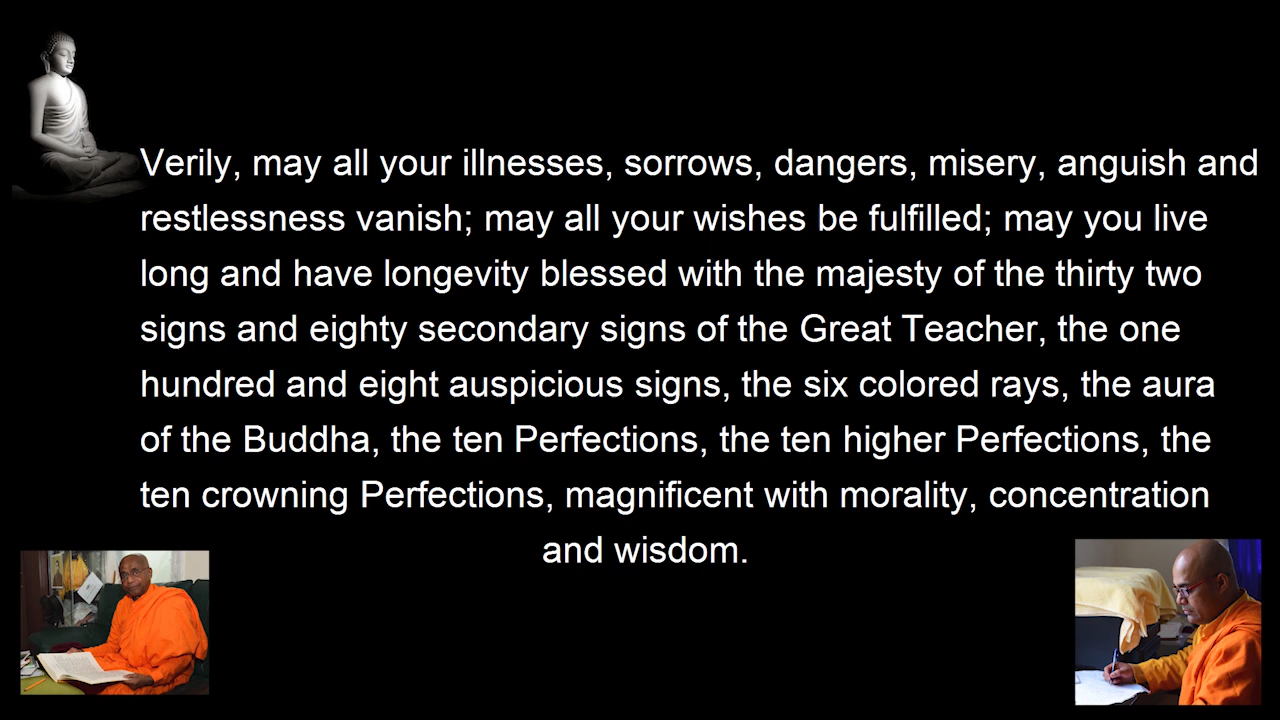 Verily, may all your illnesses, sorrows, dangers, misery, anguish and
restlessness vanish; may all your wishes be fulfilled; may you live
long and have longevity blessed with the majesty of the thirty two
signs and eighty secondary signs of the Great Teacher, the one
hundred and eight auspicious signs, the six colored rays, the aura
of the Buddha, the ten Perfections, the ten higher Perfections, the
ten crowning Perfections, magnificent with morality, concentration
and wisdom.